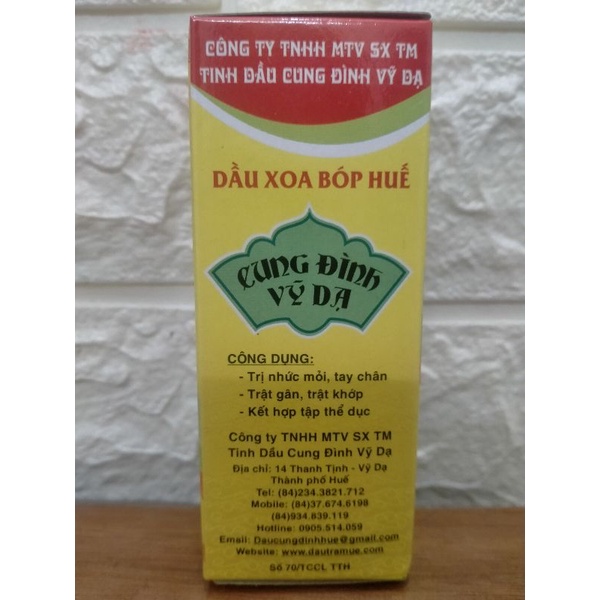 CÔNG TY TNHH MTV SX TM
TINH DẦU CUNG ĐÌNH VỸ DẠ
DẦU XOA BÓP HUẾ
CUNG ĐÌNH
VỸ DẠ
CÔNG DỤNG:
- Trị nhức mỏi, tay chân
- Trật gân, trật khớp
- Kết hợp tập thể dục
Công ty TNHH MTV SX TM
Tinh Dầu Cung Đình Vỹ Dạ
Địa chỉ: 14 Thanh Tịnh - Vỹ Dạ
Thành phố Huế
Tel: (84)234.3821.712
Mobile: (84)37.674.6198
(84)934.839.119
Hotline: 0905.514.059
Email: Daucungdinhhue@gmail.com
Website: www.dautramue.com
Số 70/TCCL TTH